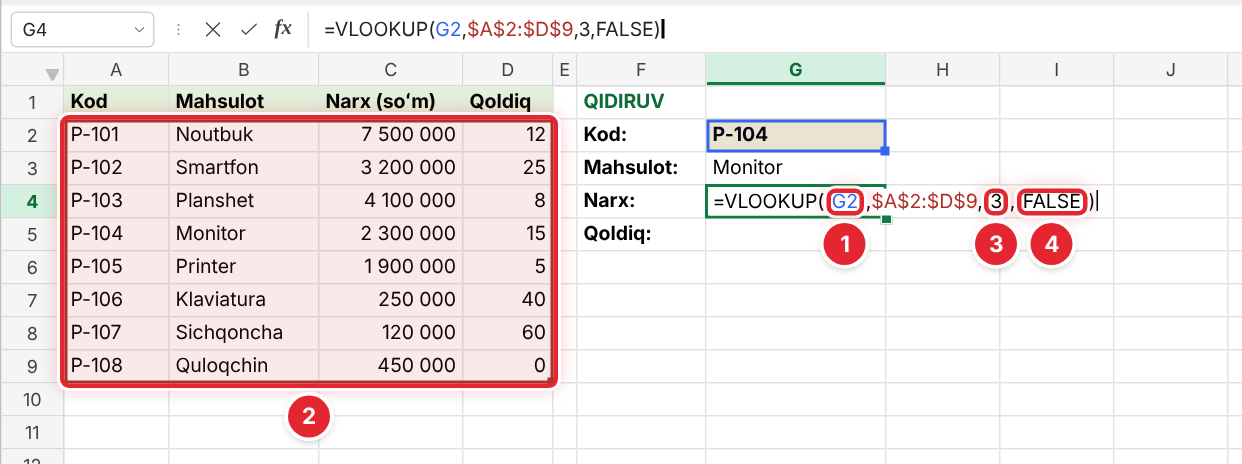 G4 fx =VLOOKUP(G2,$A$2:$D$9,3,FALSE)
A B C D E F G H I J
1 Kod Mahsulot Narx (soʻm) Qoldiq QIDIRUV
2 P-101 Noutbuk 7 500 000 12 Kod: P-104
3 P-102 Smartfon 3 200 000 25 Mahsulot: Monitor
4 P-103 Planshet 4 100 000 8 Narx: =VLOOKUP(G2,$A$2:$D$9,3,FALSE)
5 P-104 Monitor 2 300 000 15 Qoldiq: 1 3 4
6 P-105 Printer 1 900 000 5
7 P-106 Klaviatura 250 000 40
8 P-107 Sichqoncha 120 000 60
9 P-108 Quloqchin 450 000 0
10 2
11
12